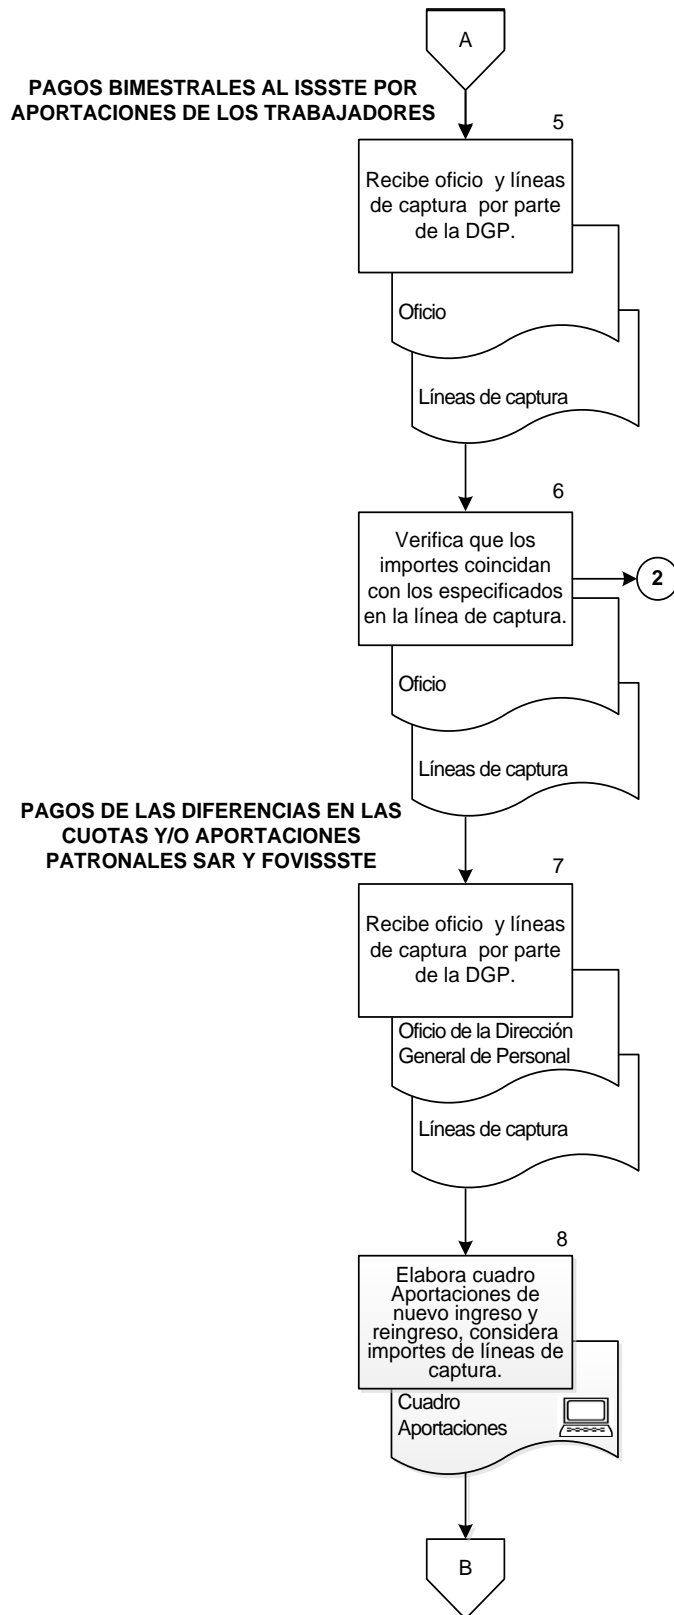 A
PAGOS BIMESTRALES AL ISSSTE POR
APORTACIONES DE LOS TRABAJADORES
5
Recibe oficio y líneas
de captura por parte
de la DGP.
Oficio
Líneas de captura
6
Verifica que los
importes coincidan
con los especificados
en la línea de captura.
2
Oficio
Líneas de captura
PAGOS DE LAS DIFERENCIAS EN LAS
CUOTAS Y/O APORTACIONES
PATRONALES SAR Y FOVISSSTE
7
Recibe oficio y líneas
de captura por parte
de la DGP.
Oficio de la Dirección
General de Personal
Líneas de captura
8
Elabora cuadro
Aportaciones de
nuevo ingreso y
reingreso, considera
importes de líneas de
captura.
Cuadro
Aportaciones
B